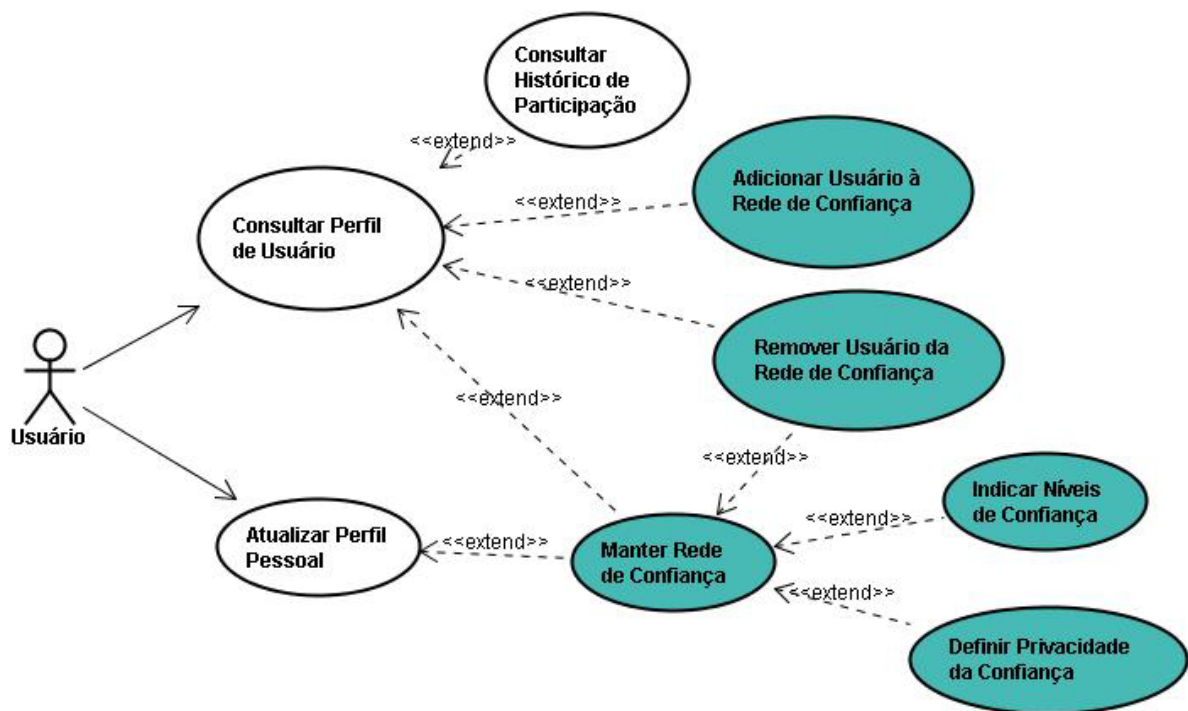 Consultar
Histórico de
Participação
<<extend>>
Adicionar Usuário à
Rede de Confiança
<<extend>>
Consultar Perfil
de Usuário
<<extend>>
Remover Usuário da
Rede de Confiança
<<extend>>
Usuário
<<extend>>
Indicar Níveis
de Confiança
<<extend>>
Atualizar Perfil
Pessoal
<<extend>>
Manter Rede
de Confiança
<<extend>>
Definir Privacidade
da Confiança